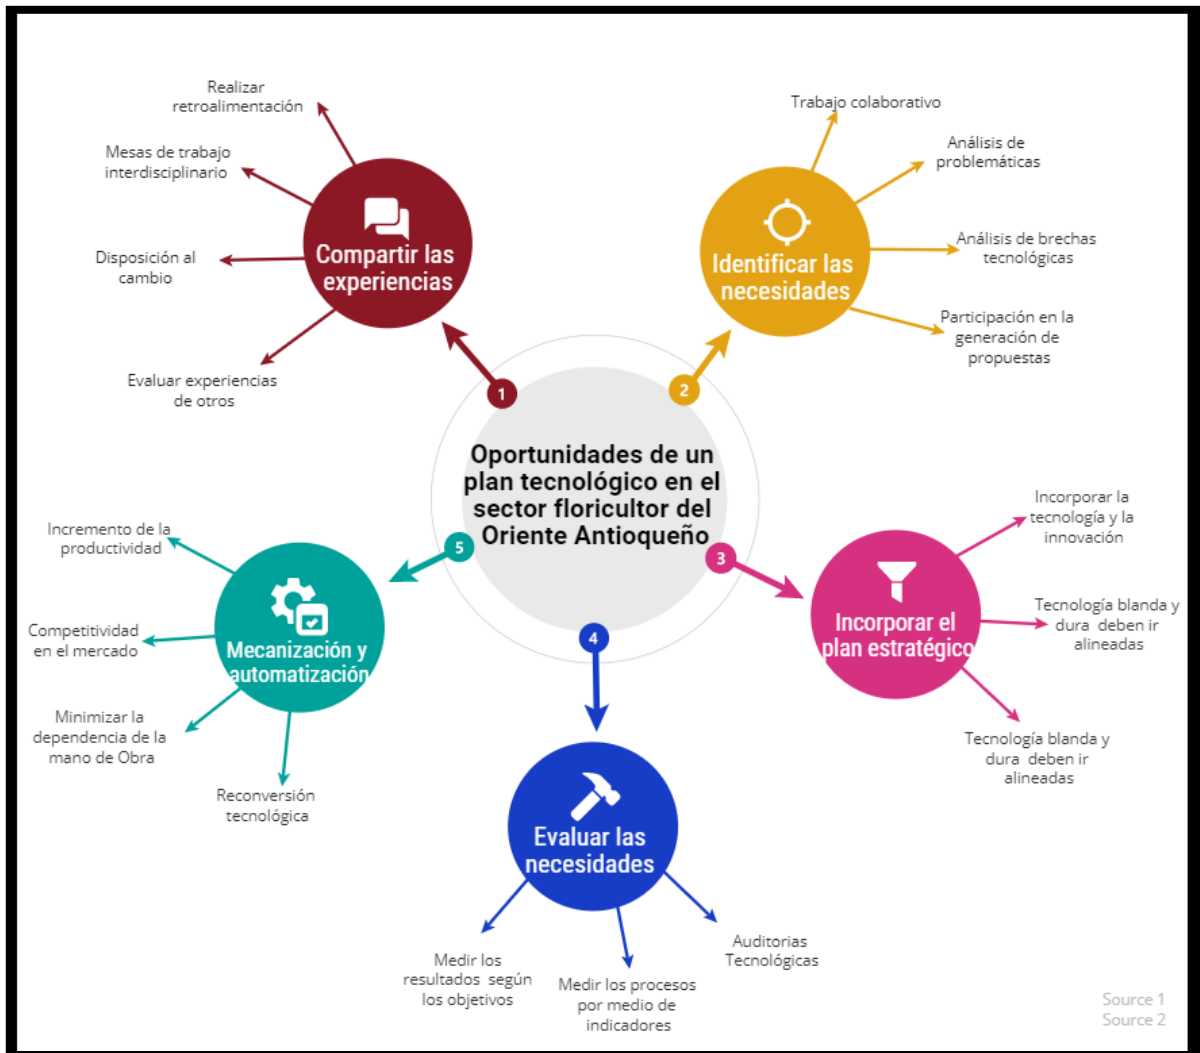 Oportunidades de un
plan tecnológico en el
sector floricultor del
Oriente Antioqueño
1
Compartir las
experiencias
Realizar
retroalimentación
Mesas de trabajo
interdisciplinario
Disposición al
cambio
Evaluar experiencias
de otros
2
Identificar las
necesidades
Trabajo colaborativo
Análisis de
problemáticas
Análisis de brechas
tecnológicas
Participación en la
generación de
propuestas
3
Incorporar el
plan estratégico
Incorporar la
tecnología y la
innovación
Tecnología blanda y
dura deben ir
alineadas
Tecnología blanda y
dura deben ir
alineadas
4
Evaluar las
necesidades
Medir los
resultados según
los objetivos
Medir los procesos
por medio de
indicadores
Auditorias
Tecnológicas
5
Mecanización y
automatización
Incremento de la
productividad
Competitividad
en el mercado
Minimizar la
dependencia de la
mano de Obra
Reconversión
tecnológica
Source 1
Source 2